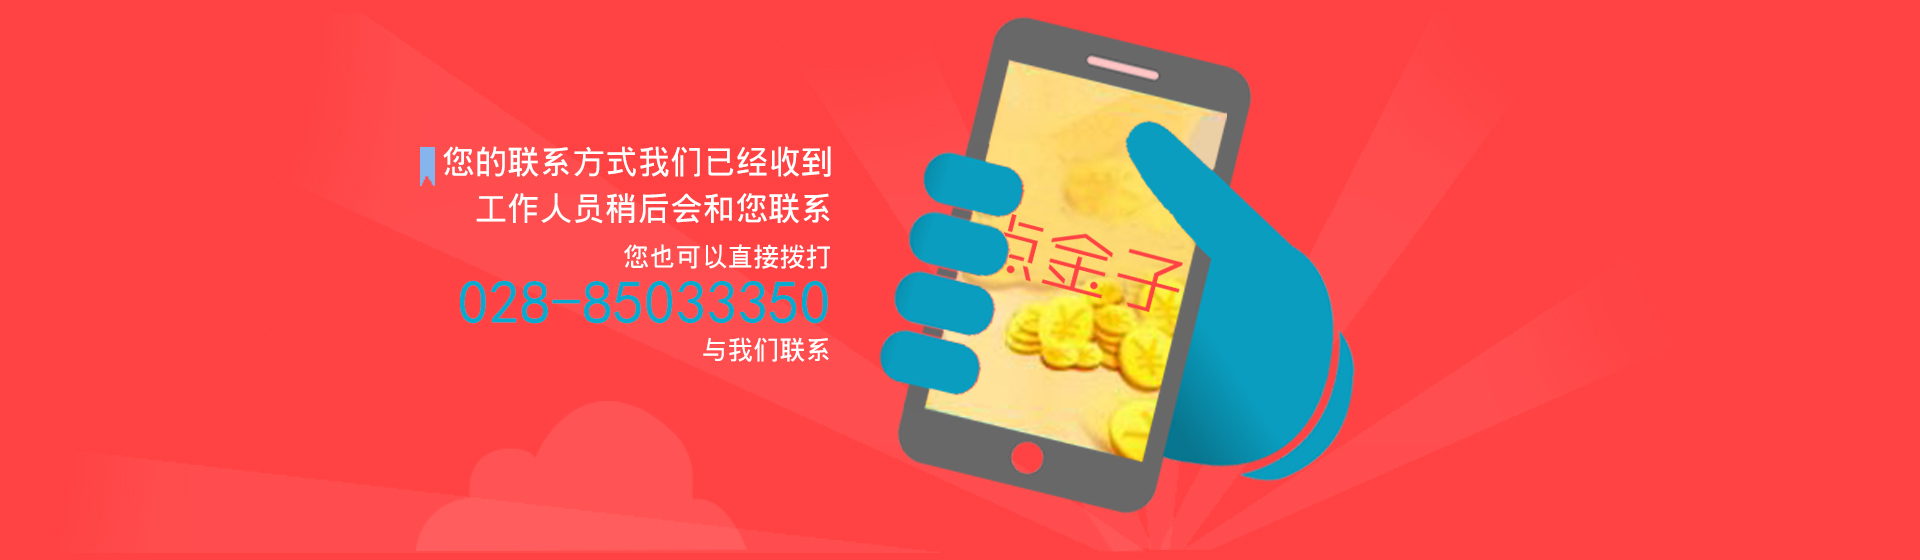 您的联系方式我们已经收到
工作人员稍后会和您联系
您也可以直接拨打
028-85033350
与我们联系
点金子